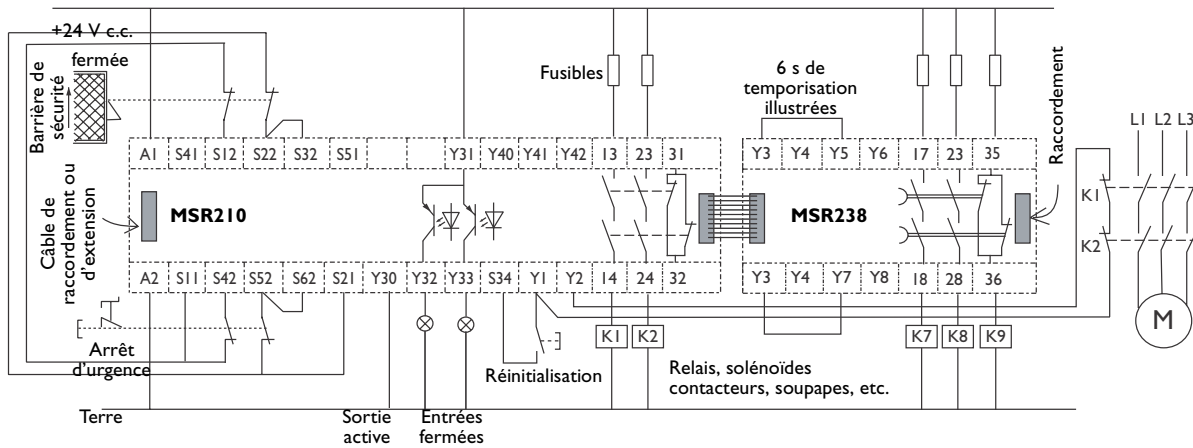 +24 V c.c.
fermée
Barrière de
sécurité
Fusibles
6 s de
temporisation
illustrées
Raccordement
L1 L2 L3
A1 S41 S12 S22 S32 S51 Y31 Y40 Y41 Y42 13 23 31
Y3 Y4 Y5 Y6 17 23 35
K1
Câble de
raccordement ou
d'extension
MSR210
MSR238
K2
A2 S11 S42 S52 S62 S21 Y30 Y32 Y33 S34 Y1 Y2 14 24 32
Y3 Y4 Y7 Y8 18 28 36
M
K1 K2
K7 K8 K9
Arrêt
d'urgence
Réinitialisation
Relais, solénoïdes
contacteurs, soupapes, etc.
Terre
Sortie
active
Entrées
fermées